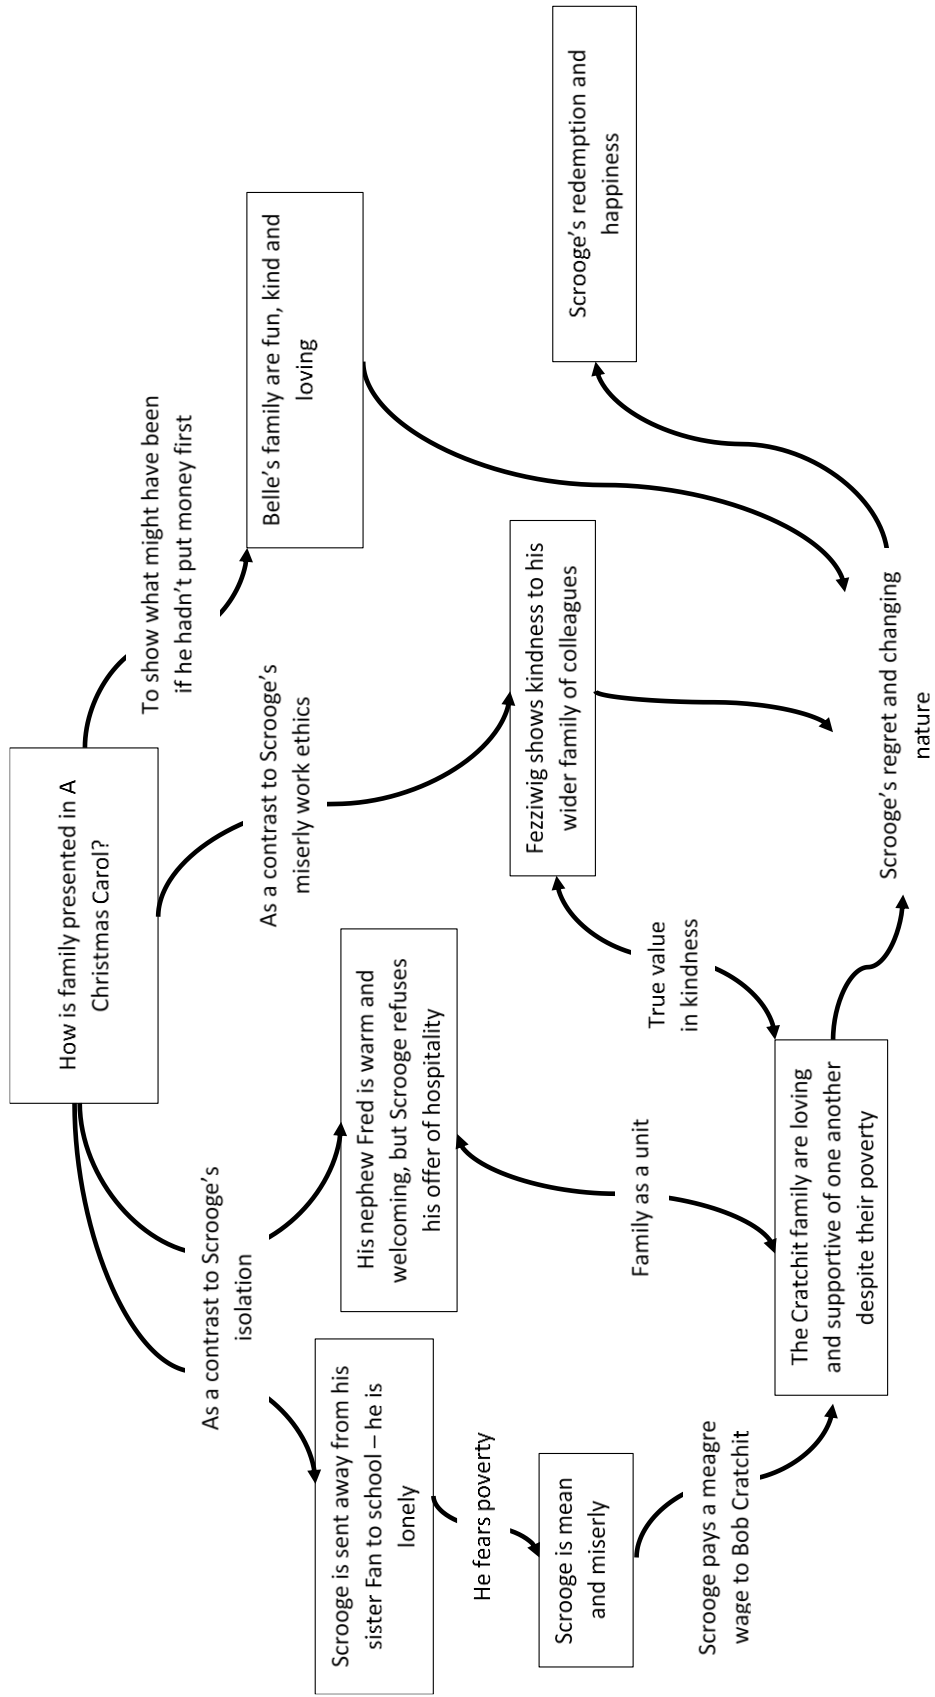 How is family presented in A
Christmas Carol?
As a contrast to Scrooge's
isolation
As a contrast to Scrooge's
miserly work ethics
To show what might have been
if he hadn't put money first
Scrooge is sent away from his
sister Fan to school – he is
lonely
His nephew Fred is warm and
welcoming, but Scrooge refuses
his offer of hospitality
Belle's family are fun, kind and
loving
He fears poverty
Scrooge is mean
and miserly
Fezziwig shows kindness to his
wider family of colleagues
Family as a unit
True value
in kindness
Scrooge pays a meagre
wage to Bob Cratchit
The Cratchit family are loving
and supportive of one another
despite their poverty
Scrooge's regret and changing
nature
Scrooge's redemption and
happiness